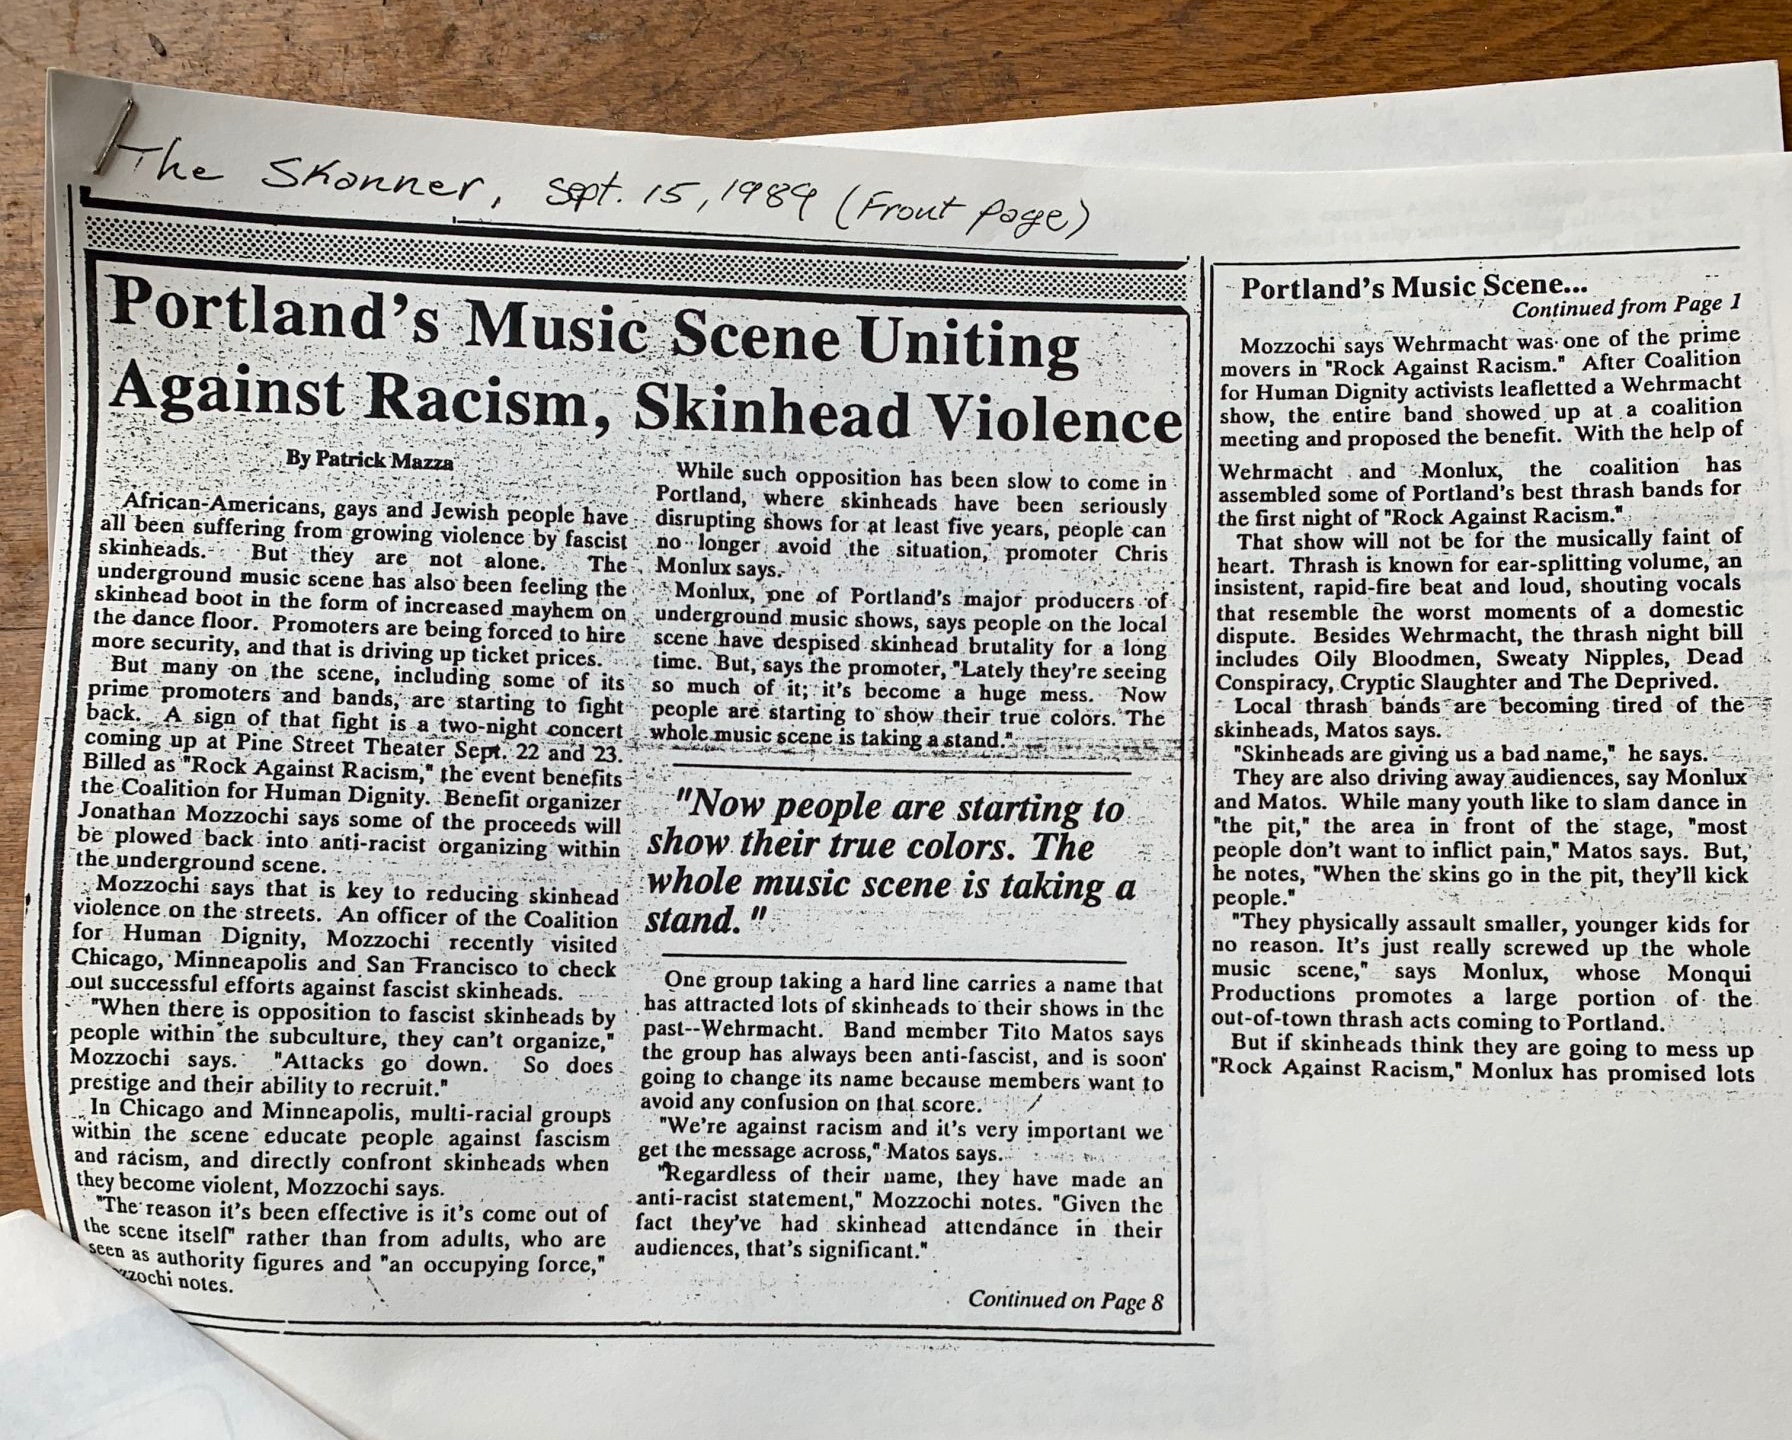 The Skanner, Sept. 15, 1989 (Front page)
Portland's Music Scene Uniting
Against Racism, Skinhead Violence
By Patrick Mazza
African-Americans, gays and Jewish people have
all been suffering from growing violence by fascist
skinheads. But they are not alone. The
underground music scene has also been feeling the
skinhead boot in the form of increased mayhem on
the dance floor. Promoters are being forced to hire
more security, and that is driving up ticket prices.
But many on the scene, including some of its
prime promoters and bands, are starting to fight
back. A sign of that fight is a two-night concert
coming up at Pine Street Theater Sept. 22 and 23.
Billed as "Rock Against Racism," the event benefits
the Coalition for Human Dignity. Benefit organizer
Jonathan Mozzochi says some of the proceeds will
be plowed back into anti-racist organizing within
the underground scene.
Mozzochi says that is key to reducing skinhead
violence on the streets. An officer of the Coalition
for Human Dignity, Mozzochi recently visited
Chicago, Minneapolis and San Francisco to check
out successful efforts against fascist skinheads.
"When there is opposition to fascist skinheads by
people within the subculture, they can't organize,"
Mozzochi says. "Attacks go down. So does
prestige and their ability to recruit."
In Chicago and Minneapolis, multi-racial groups
within the scene educate people against fascism
and racism, and directly confront skinheads when
they become violent, Mozzochi says.
"The reason it's been effective is it's come out of
the scene itself" rather than from adults, who are
seen as authority figures and "an occupying force,"
zzochi notes.
While such opposition has been slow to come in
Portland, where skinheads have been seriously
disrupting shows for at least five years, people can
no longer avoid the situation, promoter Chris
Monlux says.
Monlux, one of Portland's major producers of
underground music shows, says people on the local
scene have despised skinhead brutality for a long
time. But, says the promoter, "Lately they're seeing
so much of it; it's become a huge mess. Now
people are starting to show their true colors. The
whole music scene is taking a stand."
"Now people are starting to
show their true colors. The
whole music scene is taking a
stand."
One group taking a hard line carries a name that
has attracted lots of skinheads to their shows in the
past--Wehrmacht. Band member Tito Matos says
the group has always been anti-fascist, and is soon
going to change its name because members want to
avoid any confusion on that score.
"We're against racism and it's very important we
get the message across," Matos says.
"Regardless of their name, they have made an
anti-racist statement," Mozzochi notes. "Given the
fact they've had skinhead attendance in their
audiences, that's significant."
Continued on Page 8
Portland's Music Scene...
Continued from Page 1
Mozzochi says Wehrmacht was one of the prime
movers in "Rock Against Racism." After Coalition
for Human Dignity activists leafletted a Wehrmacht
show, the entire band showed up at a coalition
meeting and proposed the benefit. With the help of
Wehrmacht and Monlux, the coalition has
assembled some of Portland's best thrash bands for
the first night of "Rock Against Racism."
That show will not be for the musically faint of
heart. Thrash is known for ear-splitting volume, an
insistent, rapid-fire beat and loud, shouting vocals
that resemble the worst moments of a domestic
dispute. Besides Wehrmacht, the thrash night bill
includes Oily Bloodmen, Sweaty Nipples, Dead
Conspiracy, Cryptic Slaughter and The Deprived.
Local thrash bands are becoming tired of the
skinheads, Matos says.
"Skinheads are giving us a bad name," he says.
They are also driving away audiences, say Monlux
and Matos. While many youth like to slam dance in
"the pit," the area in front of the stage, "most
people don't want to inflict pain," Matos says. But,
he notes, "When the skins go in the pit, they'll kick
people."
"They physically assault smaller, younger kids for
no reason. It's just really screwed up the whole
music scene," says Monlux, whose Monqui
Productions promotes a large portion of the
out-of-town thrash acts coming to Portland.
But if skinheads think they are going to mess up
"Rock Against Racism," Monlux has promised lots